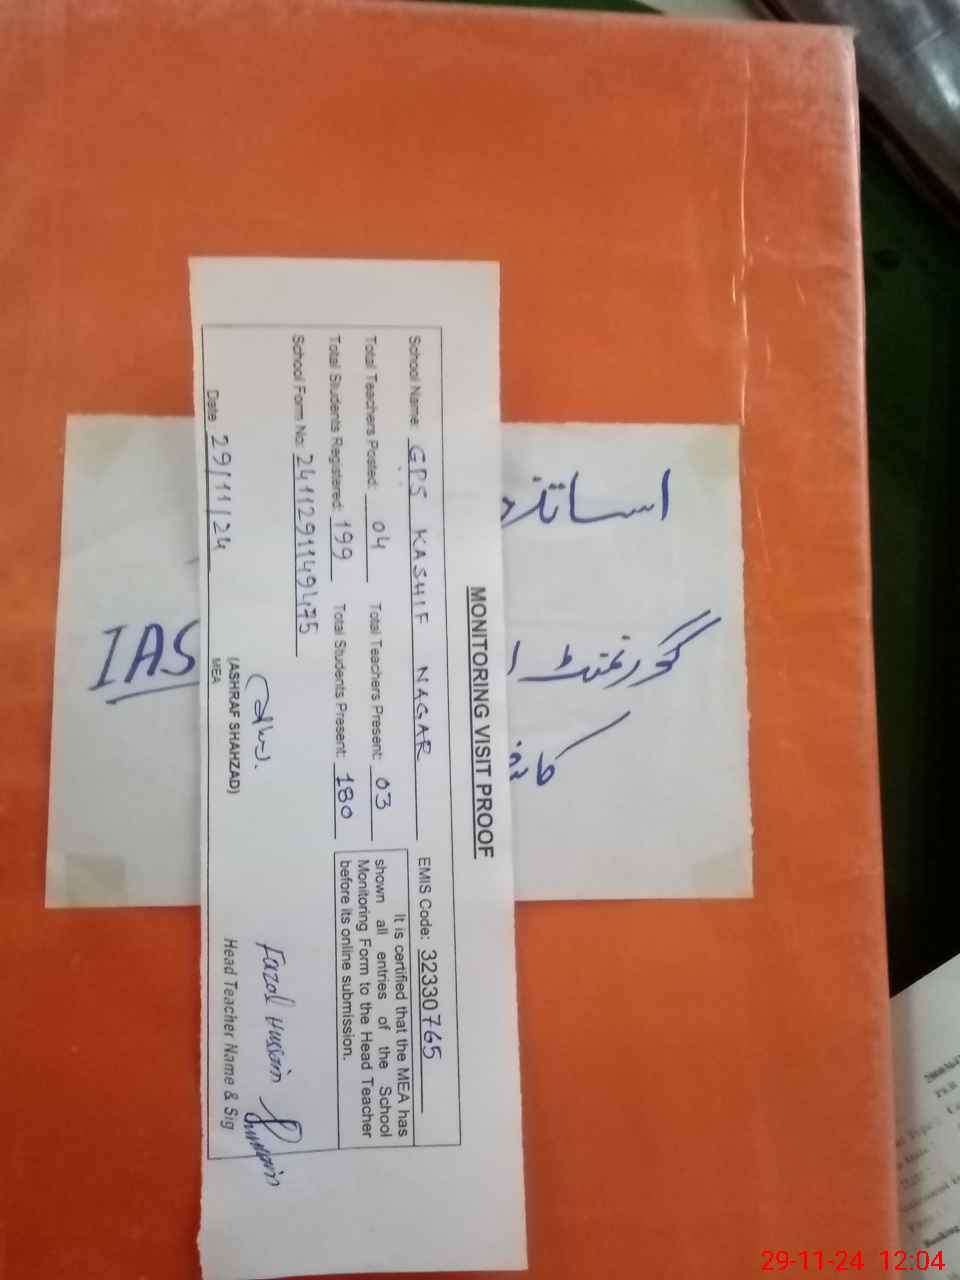 MONITORING VISIT PROOF
School Name: GPS KASHIF NAGAR EMIS Code: 32330765
Total Teachers Posted: 04 Total Teachers Present: 03
Total Students Registered: 199 Total Students Present: 180
School Form No: 2411291149475
It is certified that the MEA has
shown all entries of the School
Monitoring Form to the Head Teacher
before its online submission.
Date: 29/11/24
(ASHRAF SHAHZAD)
MEA
Fazal Hussain
Head Teacher Name & Sig
اساتذہ
گورنمنٹ ا
IAS
29-11-24 12:04